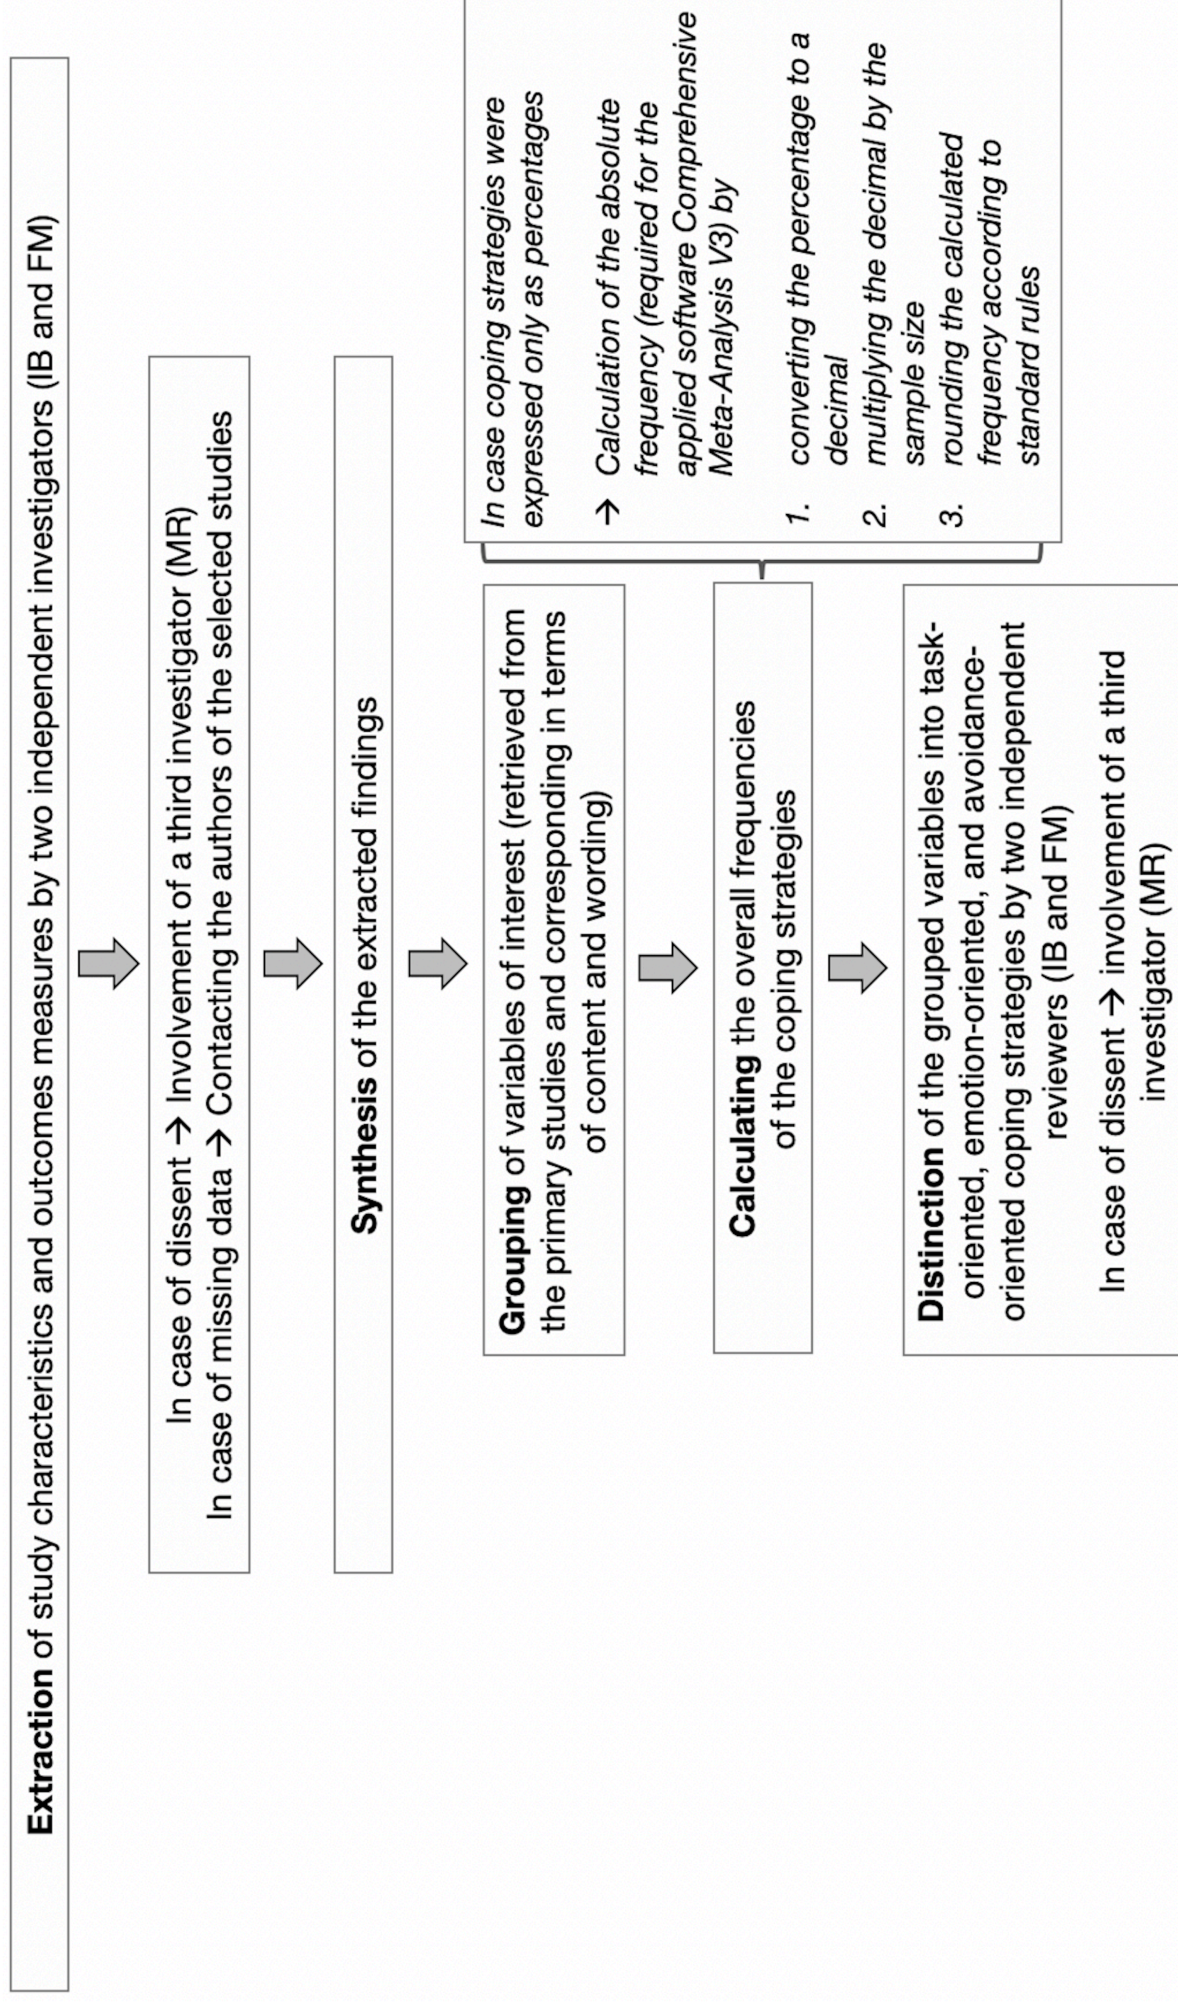 Extraction of study characteristics and outcomes measures by two independent investigators (IB and FM)
In case of dissent → Involvement of a third investigator (MR)
In case of missing data → Contacting the authors of the selected studies
Synthesis of the extracted findings
Grouping of variables of interest (retrieved from
the primary studies and corresponding in terms
of content and wording)
Calculating the overall frequencies
of the coping strategies
In case coping strategies were
expressed only as percentages
→ Calculation of the absolute
frequency (required for the
applied software Comprehensive
Meta-Analysis V3) by
1. converting the percentage to a
decimal
2. multiplying the decimal by the
sample size
3. rounding the calculated
frequency according to
standard rules
Distinction of the grouped variables into task-
oriented, emotion-oriented, and avoidance-
oriented coping strategies by two independent
reviewers (IB and FM)
In case of dissent → involvement of a third
investigator (MR)